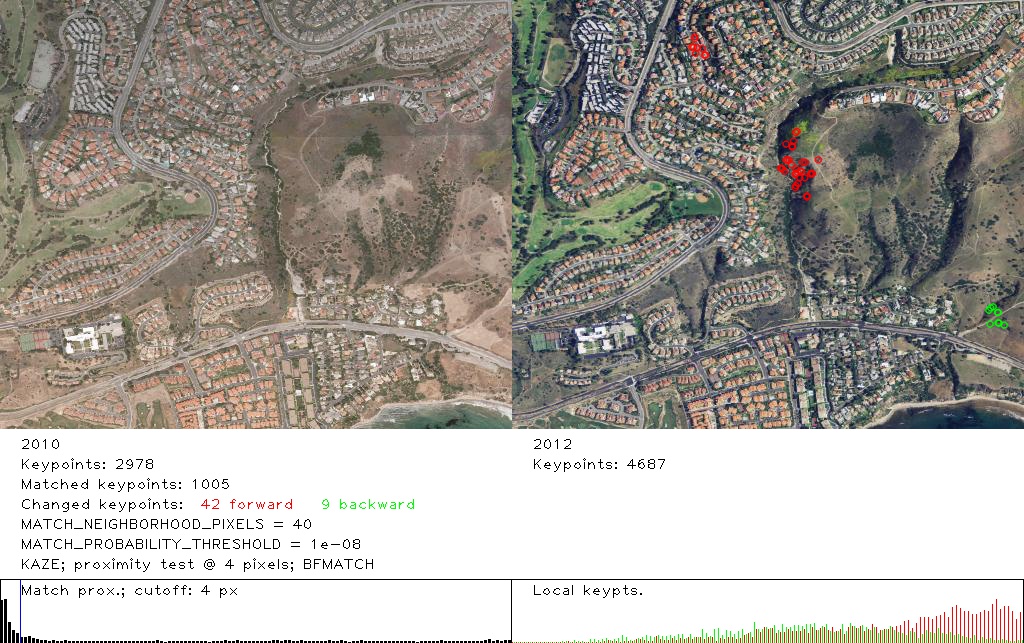 2010
Keypoints: 2978
Matched keypoints: 1005
Changed keypoints: 42 forward 9 backward
MATCH_NEIGHBORHOOD_PIXELS = 40
MATCH_PROBABILITY_THRESHOLD = 1e-08
KAZE; proximity test @ 4 pixels; BFMATCH
2012
Keypoints: 4687
Match prox.; cutoff: 4 px
Local keypts.